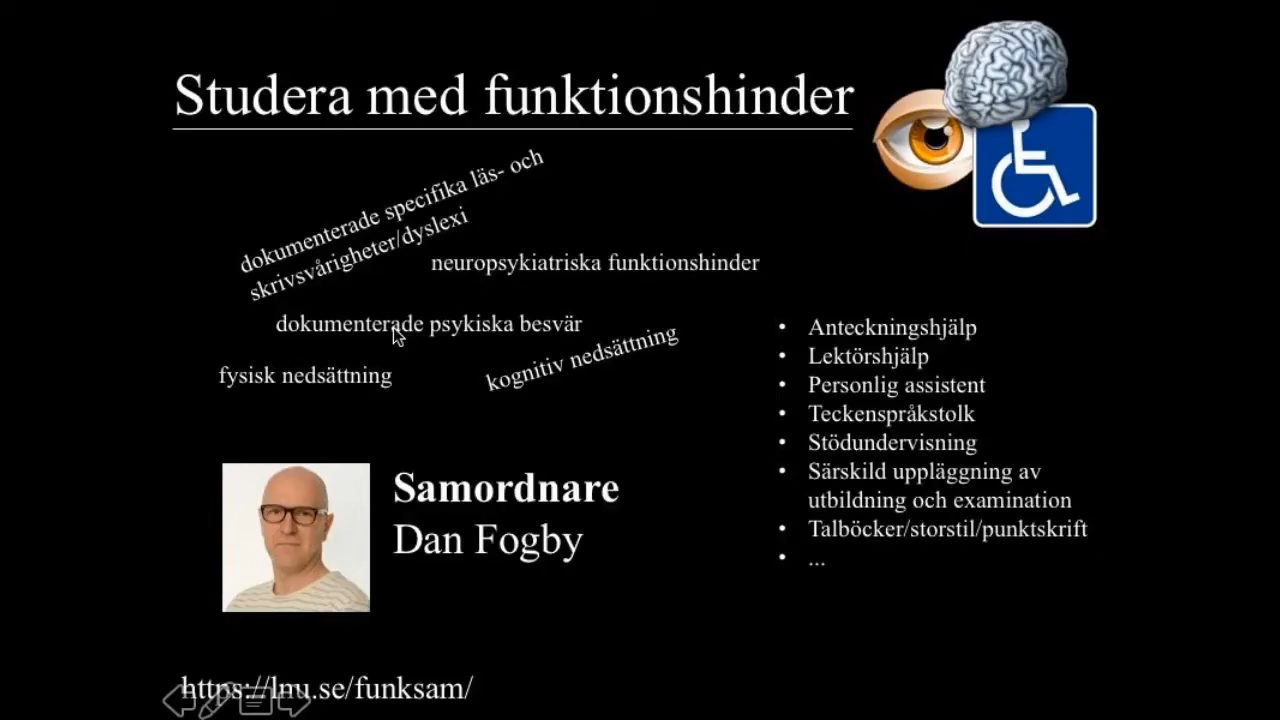 Studera med funktionshinder
dokumenterade specifika läs- och
skrivsvårigheter/dyslexi
neuropsykiatriska funktionshinder
dokumenterade psykiska besvär
kognitiv nedsättning
fysisk nedsättning
• Anteckningshjälp
• Lektörshjälp
• Personlig assistent
• Teckenspråkstolk
• Stödundervisning
• Särskild uppläggning av
utbildning och examination
• Talböcker/storstil/punktskrift
• ...
Samordnare
Dan Fogby
https://lnu.se/funksam/